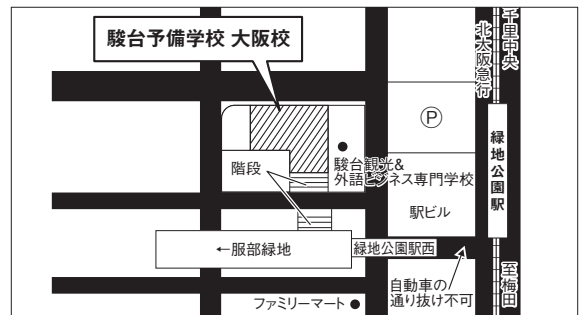 駿台予備学校 大阪校
千里中央
北大阪急行
Ⓟ
緑地公園駅
階段
駿台観光&
外語ビジネス専門学校
駅ビル
←服部緑地
緑地公園駅西
自動車の
通り抜け不可
至梅田
ファミリーマート